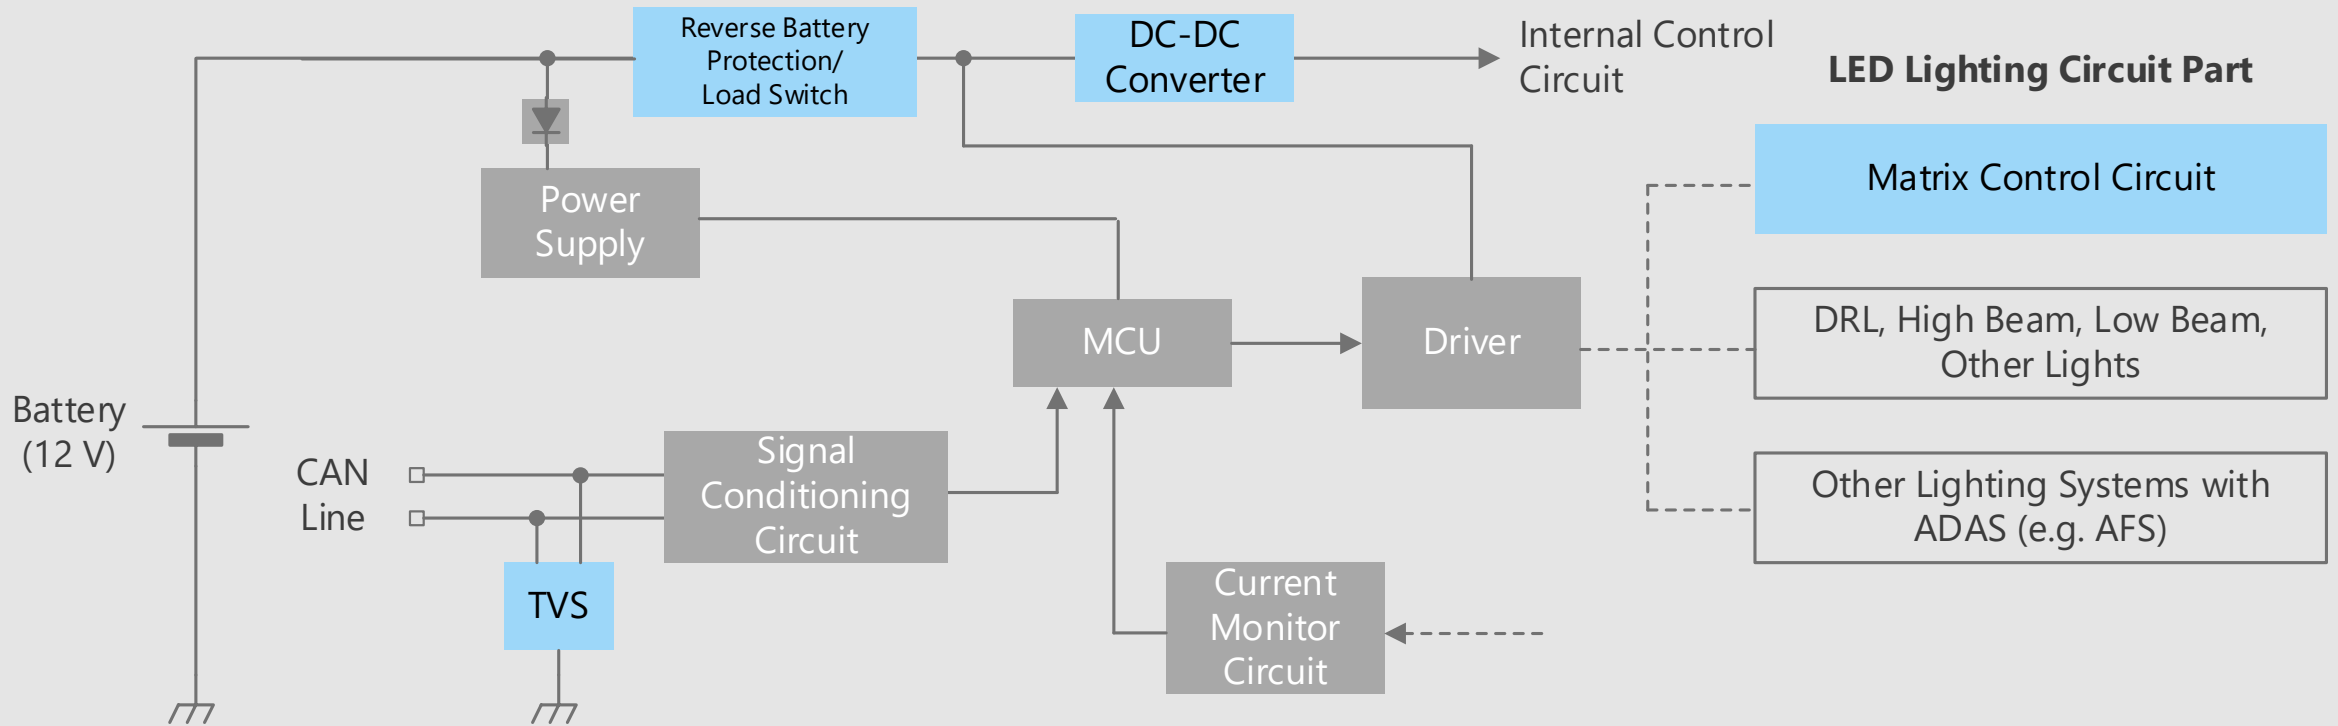 Reverse Battery
Protection/
Load Switch
DC-DC
Converter
Internal Control
Circuit
LED Lighting Circuit Part
Matrix Control Circuit
Power
Supply
MCU
Driver
DRL, High Beam, Low Beam,
Other Lights
Battery
(12 V)
CAN
Line
Signal
Conditioning
Circuit
Other Lighting Systems with
ADAS (e.g. AFS)
TVS
Current
Monitor
Circuit